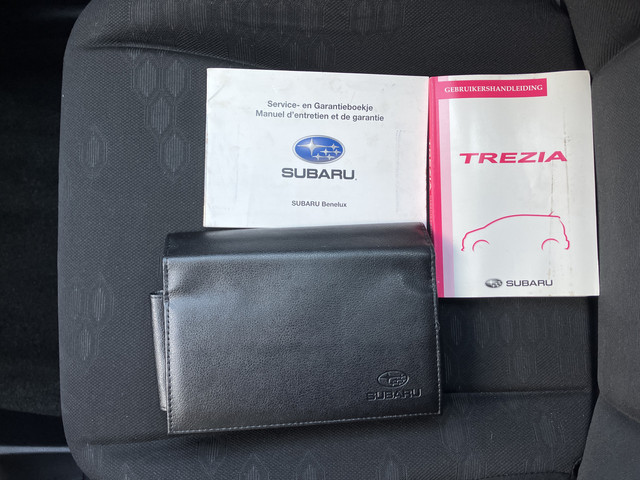 Service- en Garantieboekje
Manuel d'entretien et de garantie
SUBARU
SUBARU Benelux
GEBRUIKERSHANDLEIDING
TREZIA
SUBARU
SUBARU